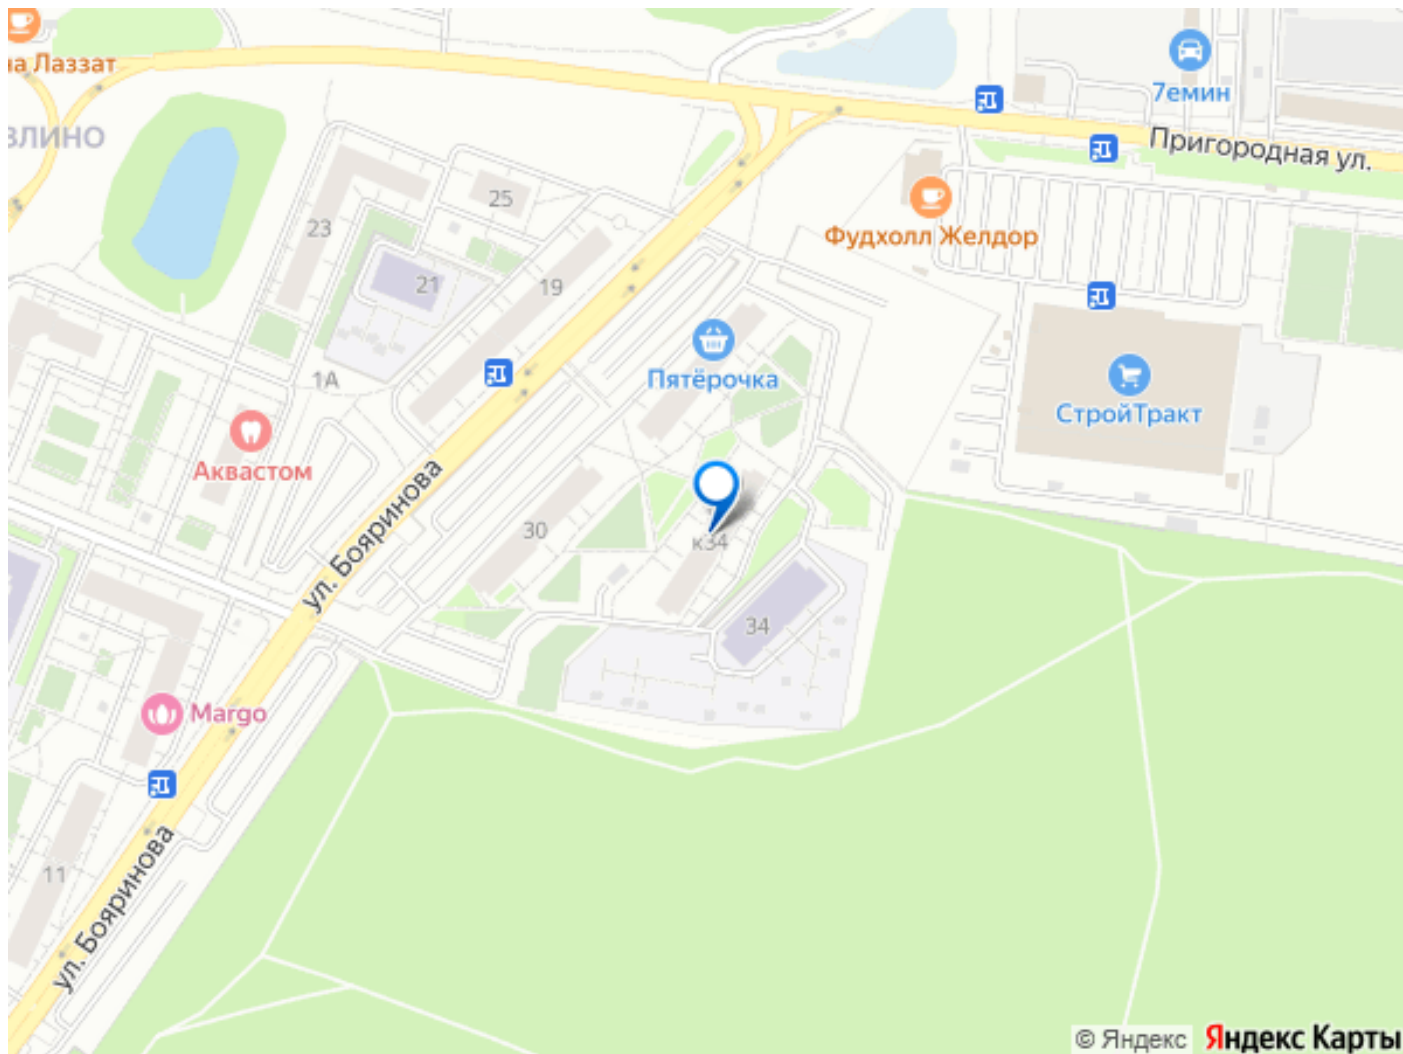 на Лаззат
7емин
Пригородная ул.
25
23
Фудхолл Желдор
21
19
Пятёрочка
1А
СтройТракт
Аквастом
ул. Бояринова
30
к34
34
Margo
11
ул. Бояринова
© Яндекс Яндекс Карты